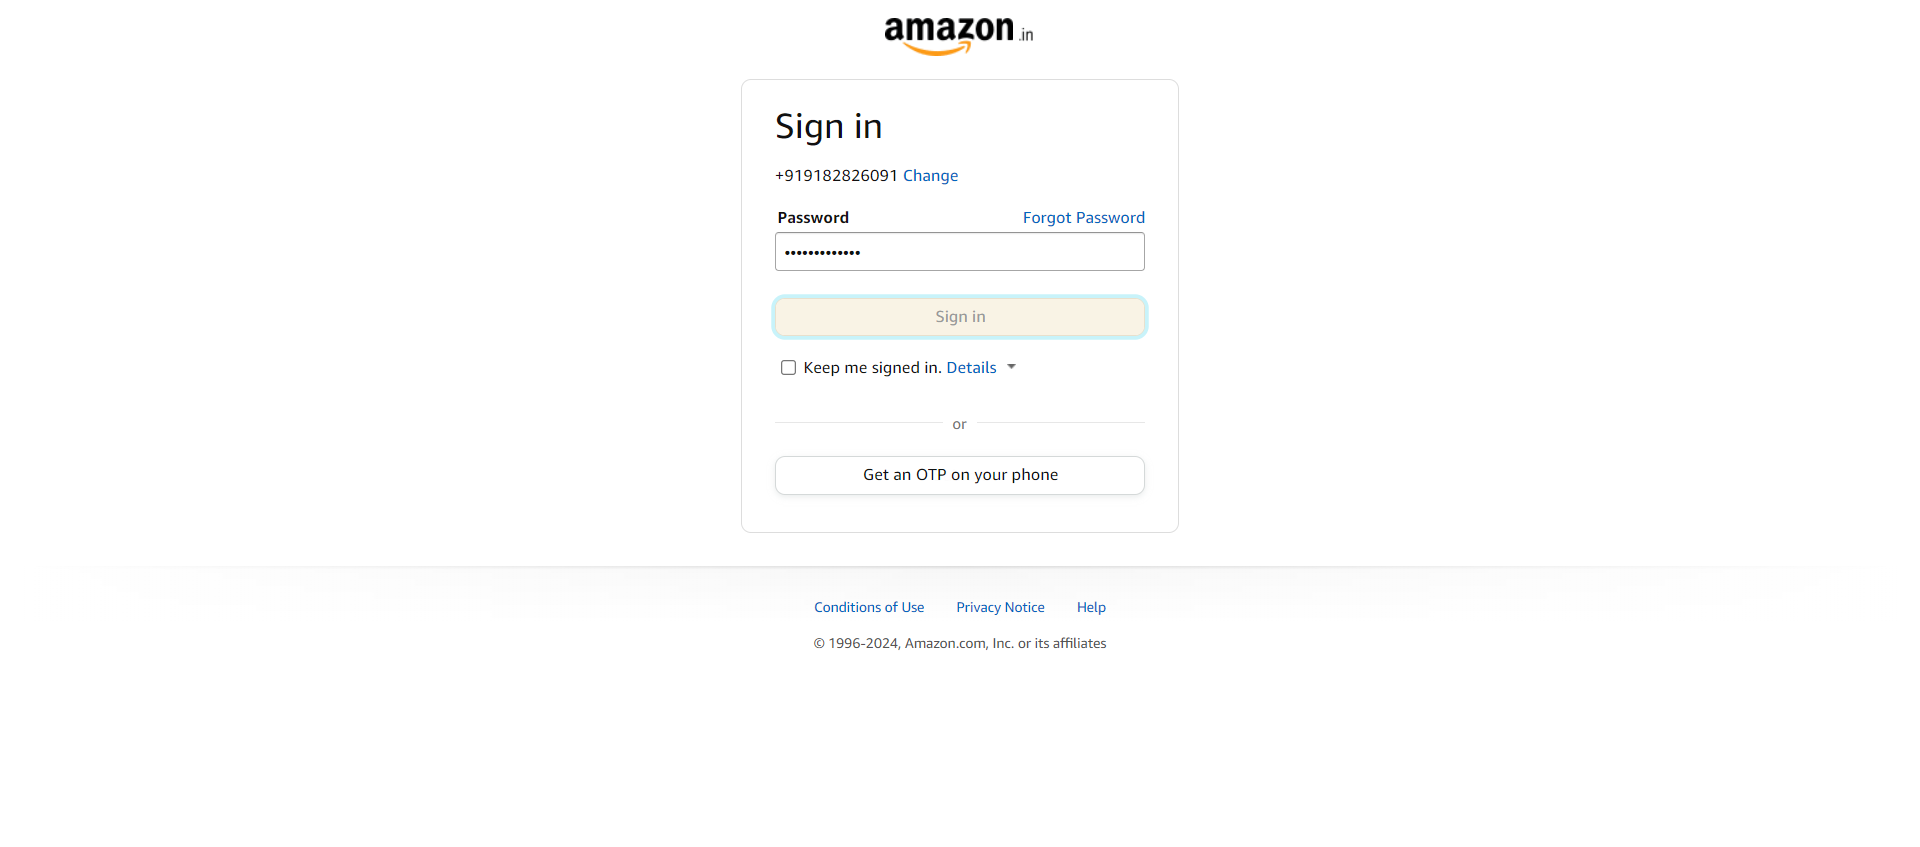 amazon.in
Sign in
+919182826091 Change
Password Forgot Password
•••••••••••••
Sign in
Keep me signed in. Details
or
Get an OTP on your phone
Conditions of Use Privacy Notice Help
© 1996-2024, Amazon.com, Inc. or its affiliates